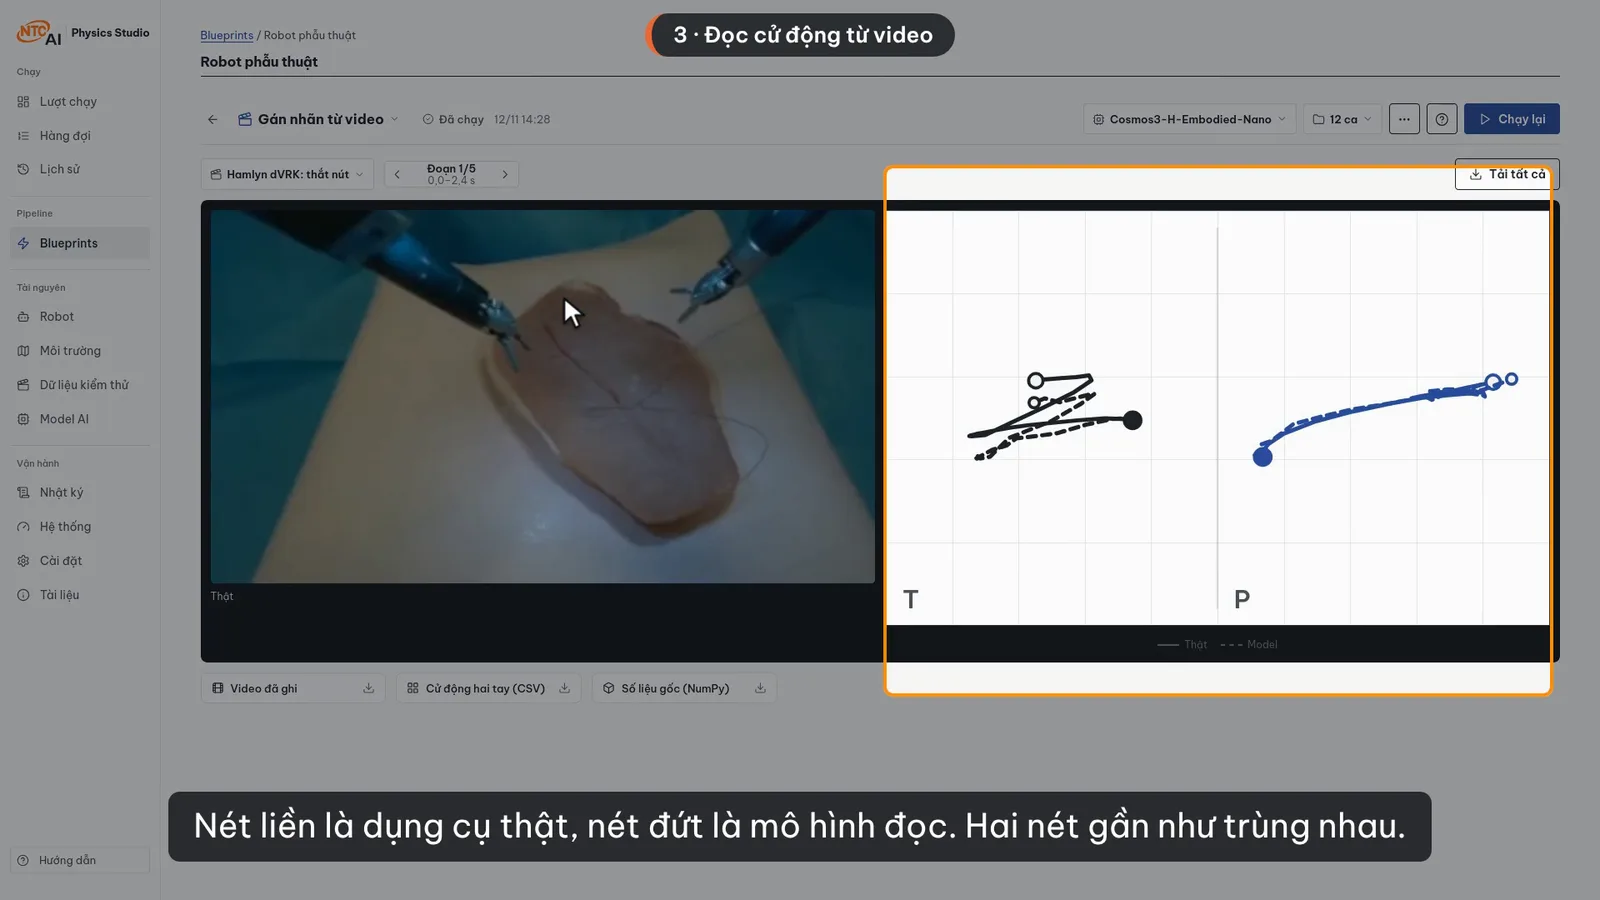 NTC AI Physics Studio
Chạy
Lượt chạy
Hàng đợi
Lịch sử
Pipeline
Blueprints
Tài nguyên
Robot
Môi trường
Dữ liệu kiểm thử
Model AI
Vận hành
Nhật ký
Hệ thống
Cài đặt
Tài liệu
Hướng dẫn
3 · Đọc cử động từ video
Blueprints / Robot phẫu thuật
Robot phẫu thuật
Gán nhãn từ video
Đã chạy 12/11 14:28
Cosmos3-H-Embodied-Nano
12 ca
Chạy lại
Hamlyn dVRK: thắt nút
Đoạn 1/5
0,0–2,4 s
Tải tất cả
Thật
T
P
Thật
Model
Video đã ghi
Cử động hai tay (CSV)
Số liệu gốc (NumPy)
Nét liền là dụng cụ thật, nét đứt là mô hình đọc. Hai nét gần như trùng nhau.